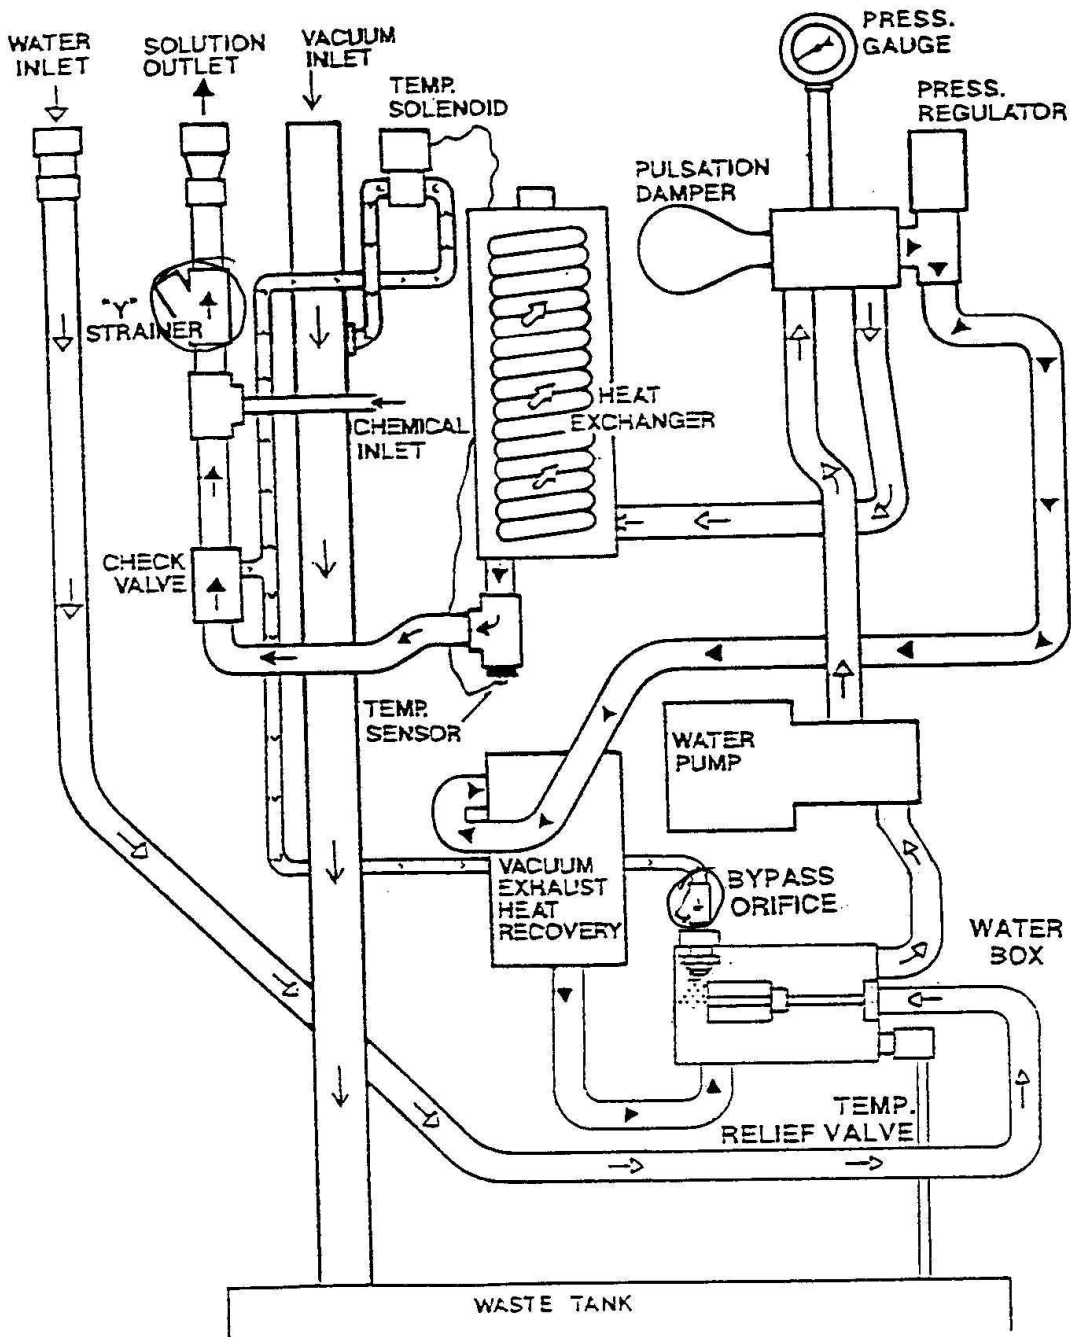 WATER
INLET
SOLUTION
OUTLET
VACUUM
INLET
TEMP.
SOLENOID
PRESS.
GAUGE
PRESS.
REGULATOR
PULSATION
DAMPER
"Y"
STRAINER
HEAT
EXCHANGER
CHEMICAL
INLET
CHECK
VALVE
TEMP.
SENSOR
WATER
PUMP
VACUUM
EXHAUST
HEAT
RECOVERY
BYPASS
ORIFICE
WATER
BOX
TEMP.
RELIEF VALVE
WASTE TANK